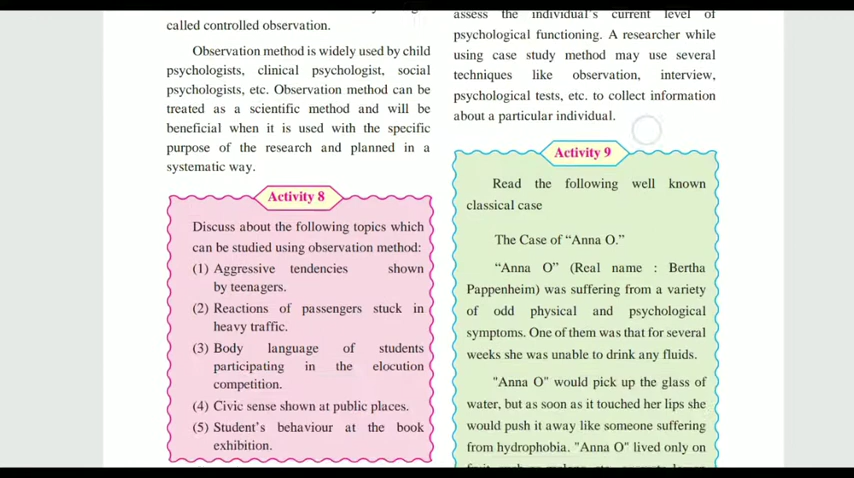 called controlled observation.
Observation method is widely used by child
psychologists, clinical psychologist, social
psychologists, etc. Observation method can be
treated as a scientific method and will be
beneficial when it is used with the specific
purpose of the research and planned in a
systematic way.
Activity 8
Discuss about the following topics which
can be studied using observation method:
(1) Aggressive tendencies shown
by teenagers.
(2) Reactions of passengers stuck in
heavy traffic.
(3) Body language of students
participating in the elocution
competition.
(4) Civic sense shown at public places.
(5) Student's behaviour at the book
exhibition.
assess the individual's current level of
psychological functioning. A researcher while
using case study method may use several
techniques like observation, interview,
psychological tests, etc. to collect information
about a particular individual.
Activity 9
Read the following well known
classical case
The Case of “Anna O.”
“Anna O” (Real name : Bertha
Pappenheim) was suffering from a variety
of odd physical and psychological
symptoms. One of them was that for several
weeks she was unable to drink any fluids.
"Anna O" would pick up the glass of
water, but as soon as it touched her lips she
would push it away like someone suffering
from hydrophobia. "Anna O" lived only on